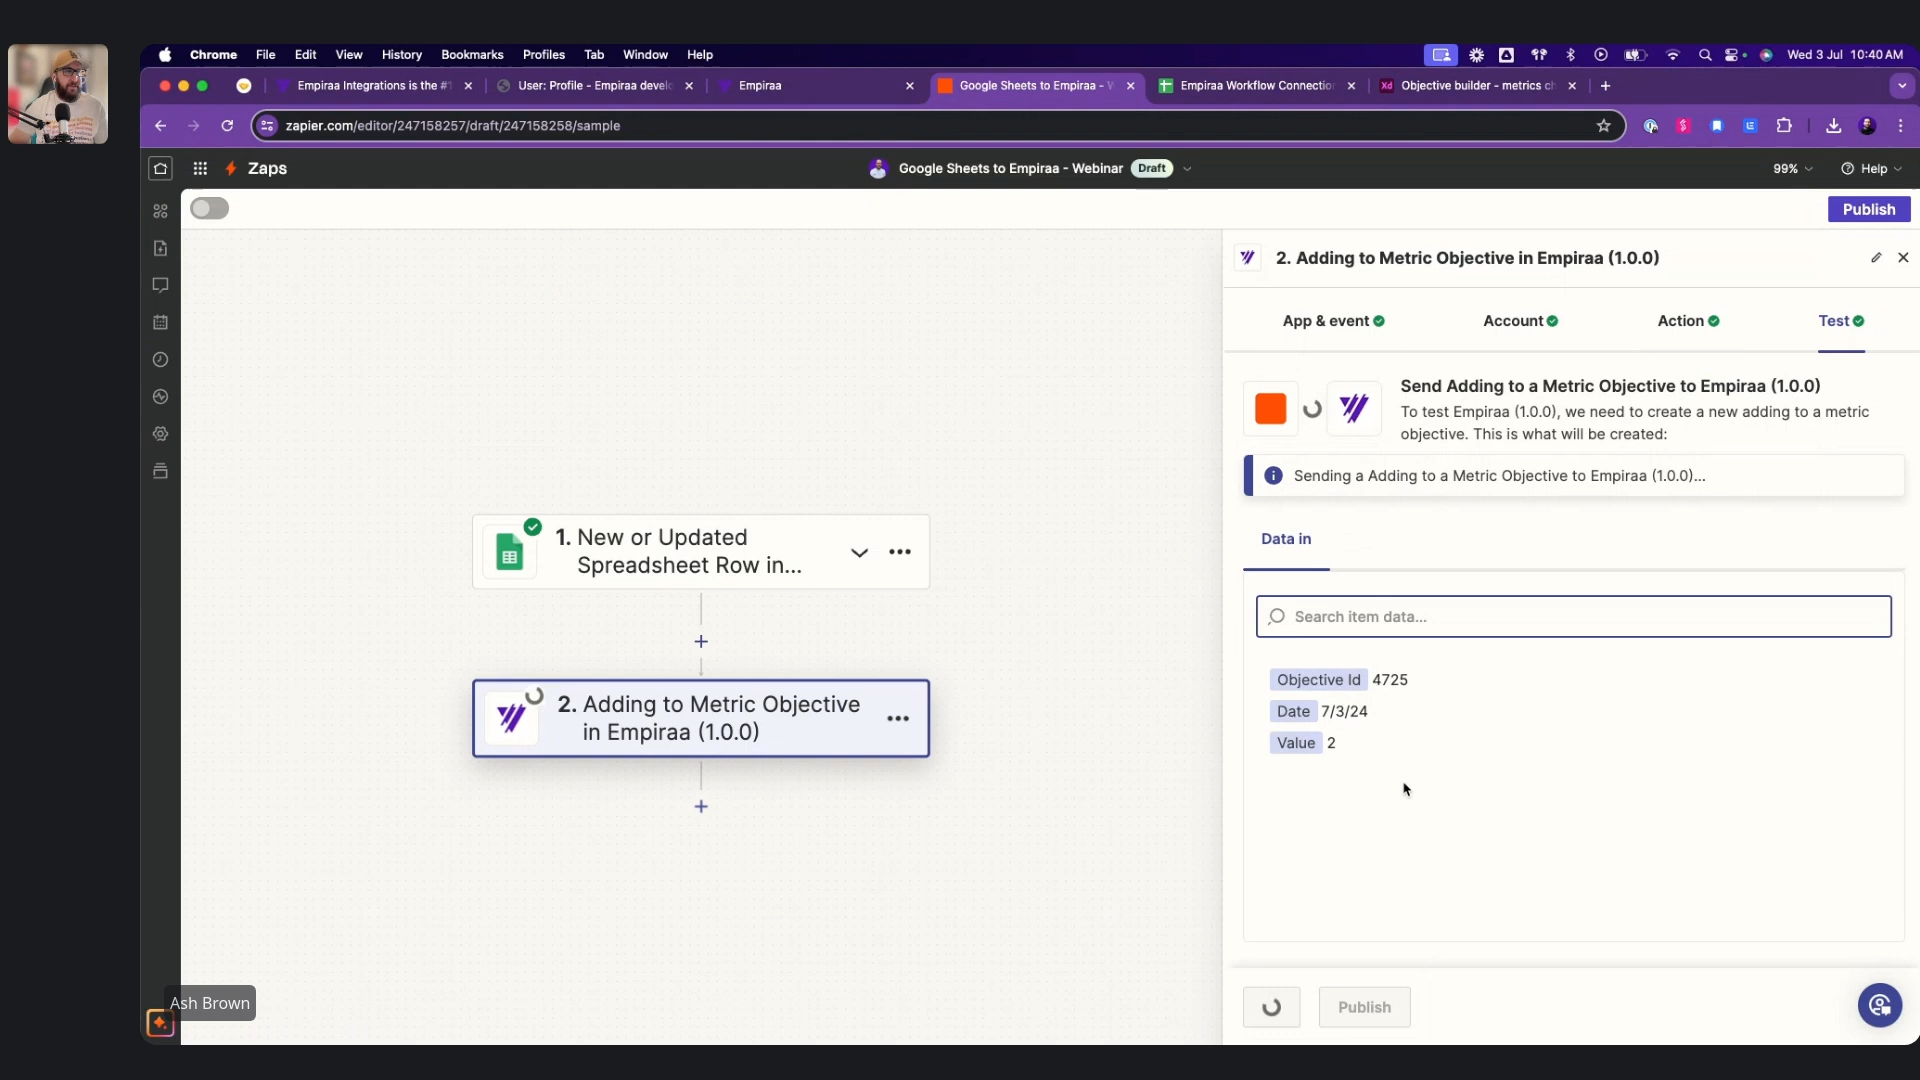 Chrome File Edit View History Bookmarks Profiles Tab Window Help
Wed 3 Jul 10:40 AM
Empiraa Integrations is the #1
User: Profile - Empiraa develo
Empiraa
Google Sheets to Empiraa - W
Empiraa Workflow Connection
Xd Objective builder - metrics ch
zapier.com/editor/247158257/draft/247158258/sample
Zaps
Google Sheets to Empiraa - Webinar Draft
99%
Help
Publish
2. Adding to Metric Objective in Empiraa (1.0.0)
App & event
Account
Action
Test
Send Adding to a Metric Objective to Empiraa (1.0.0)
To test Empiraa (1.0.0), we need to create a new adding to a metric
objective. This is what will be created:
Sending a Adding to a Metric Objective to Empiraa (1.0.0)...
Data in
Search item data...
Objective Id 4725
Date 7/3/24
Value 2
1. New or Updated
Spreadsheet Row in...
2. Adding to Metric Objective
in Empiraa (1.0.0)
Publish
Ash Brown